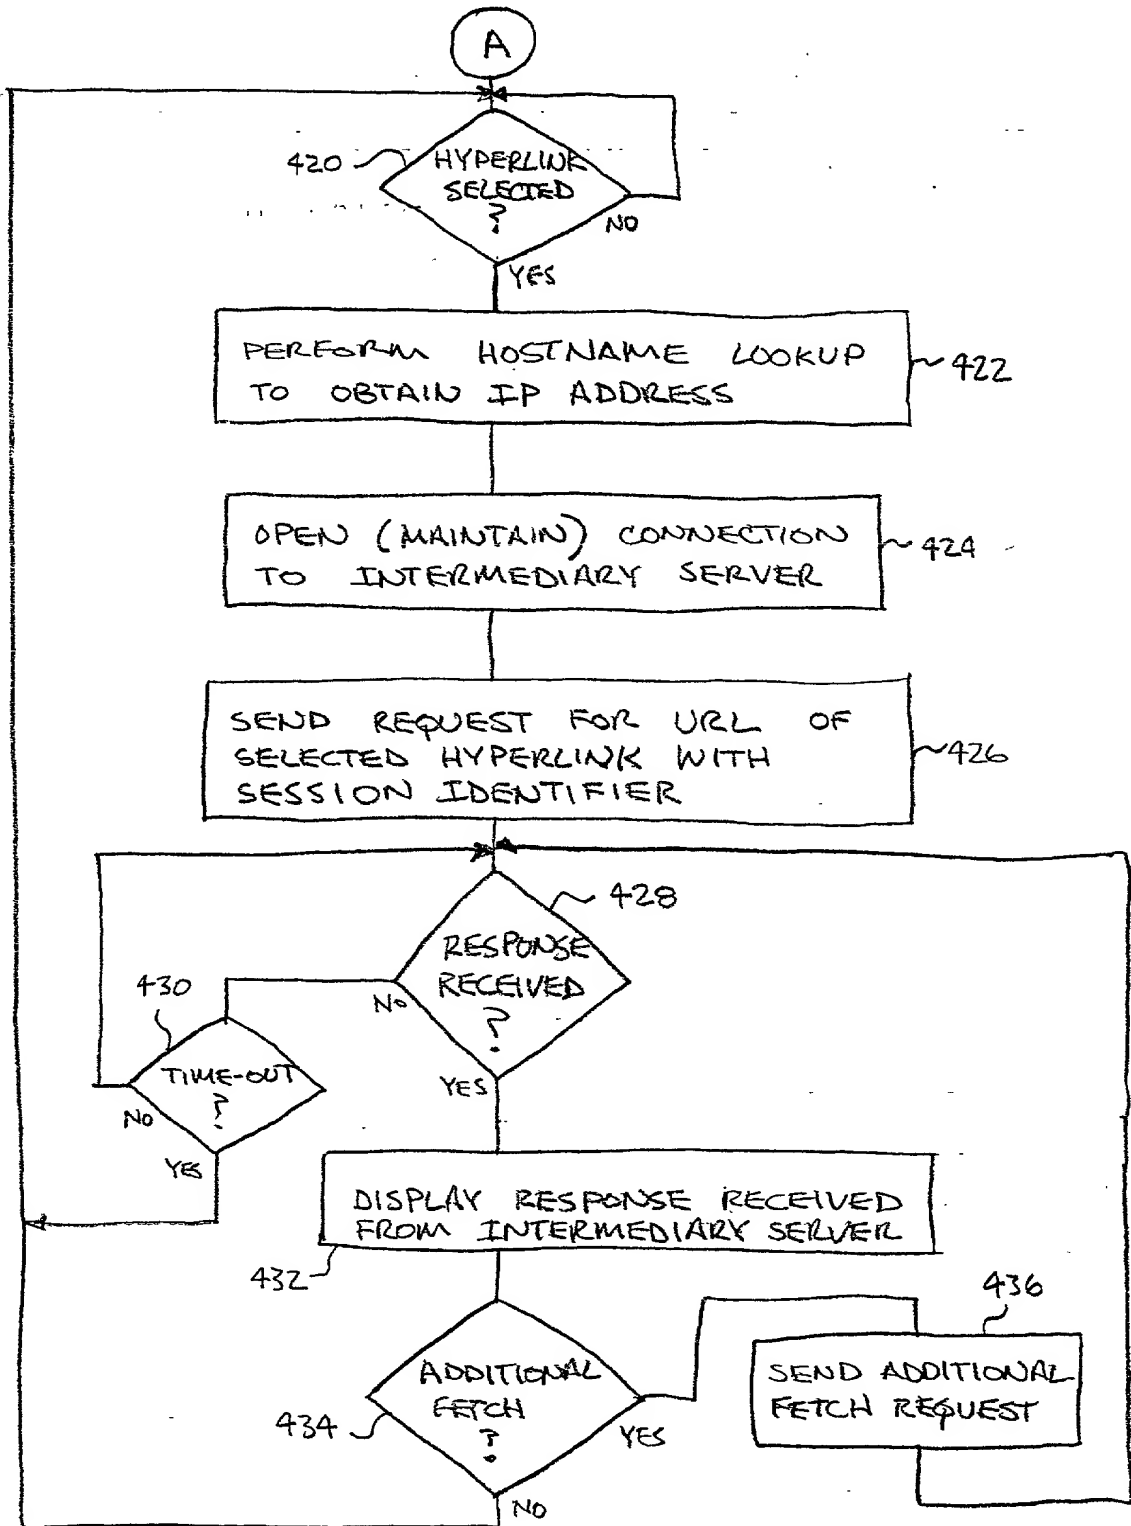 A
420
HYPERLINK
SELECTED
?
NO
YES
PERFORM HOSTNAME LOOKUP
TO OBTAIN IP ADDRESS
422
OPEN (MAINTAIN) CONNECTION
TO INTERMEDIARY SERVER
424
SEND REQUEST FOR URL OF
SELECTED HYPERLINK WITH
SESSION IDENTIFIER
426
428
RESPONSE
RECEIVED
?
NO
YES
430
TIME-OUT
?
NO
YES
DISPLAY RESPONSE RECEIVED
FROM INTERMEDIARY SERVER
432
ADDITIONAL
FETCH
?
434
YES
NO
436
SEND ADDITIONAL
FETCH REQUEST